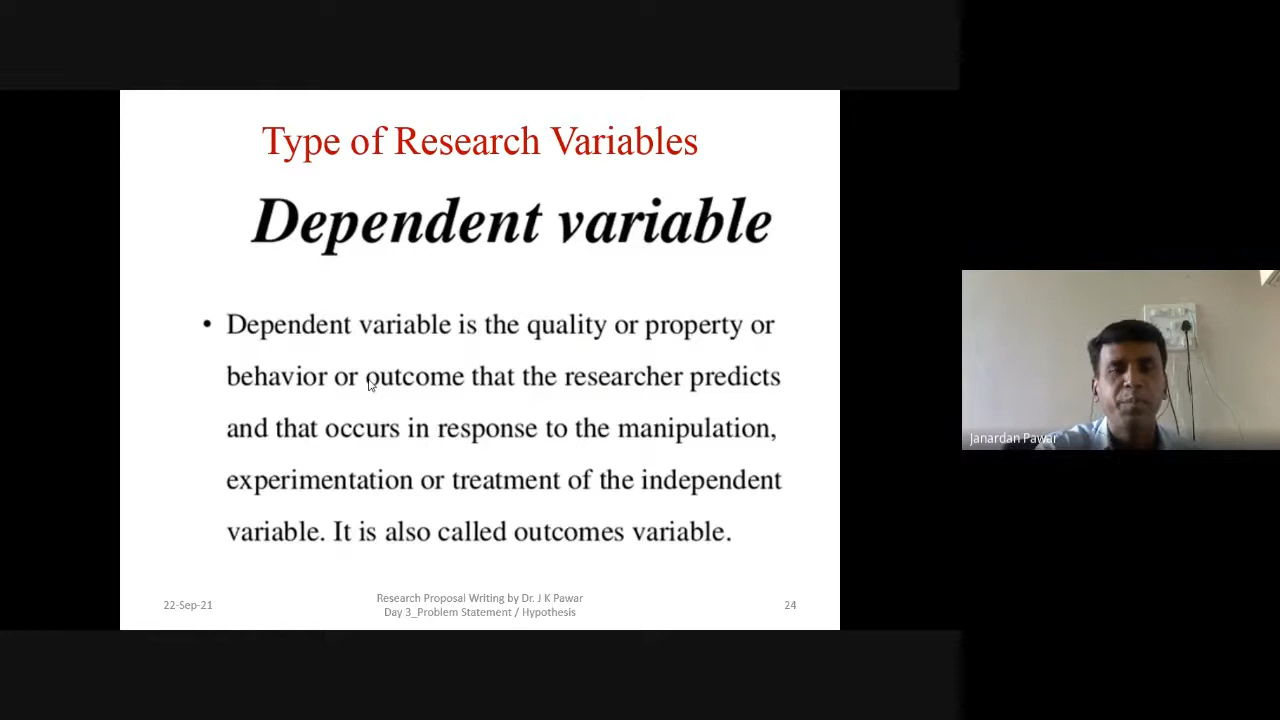 Type of Research Variables
Dependent variable
• Dependent variable is the quality or property or
behavior or outcome that the researcher predicts
and that occurs in response to the manipulation,
experimentation or treatment of the independent
variable. It is also called outcomes variable.
22-Sep-21
Research Proposal Writing by Dr. J K Pawar
Day 3_Problem Statement / Hypothesis
24
Janardan Pawar